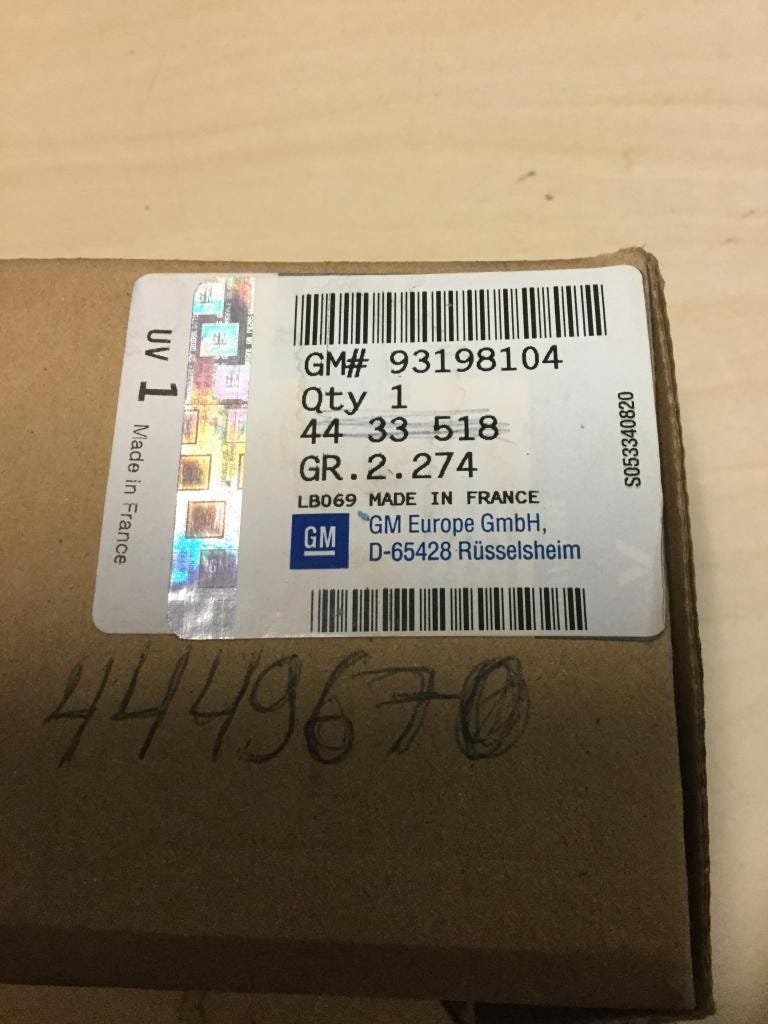 UV 1
Made in France
GM# 93198104
Qty 1
44 33 518
GR.2.274
LB069 MADE IN FRANCE
GM
GM Europe GmbH,
D-65428 Rüsselsheim
S053340820
4449670